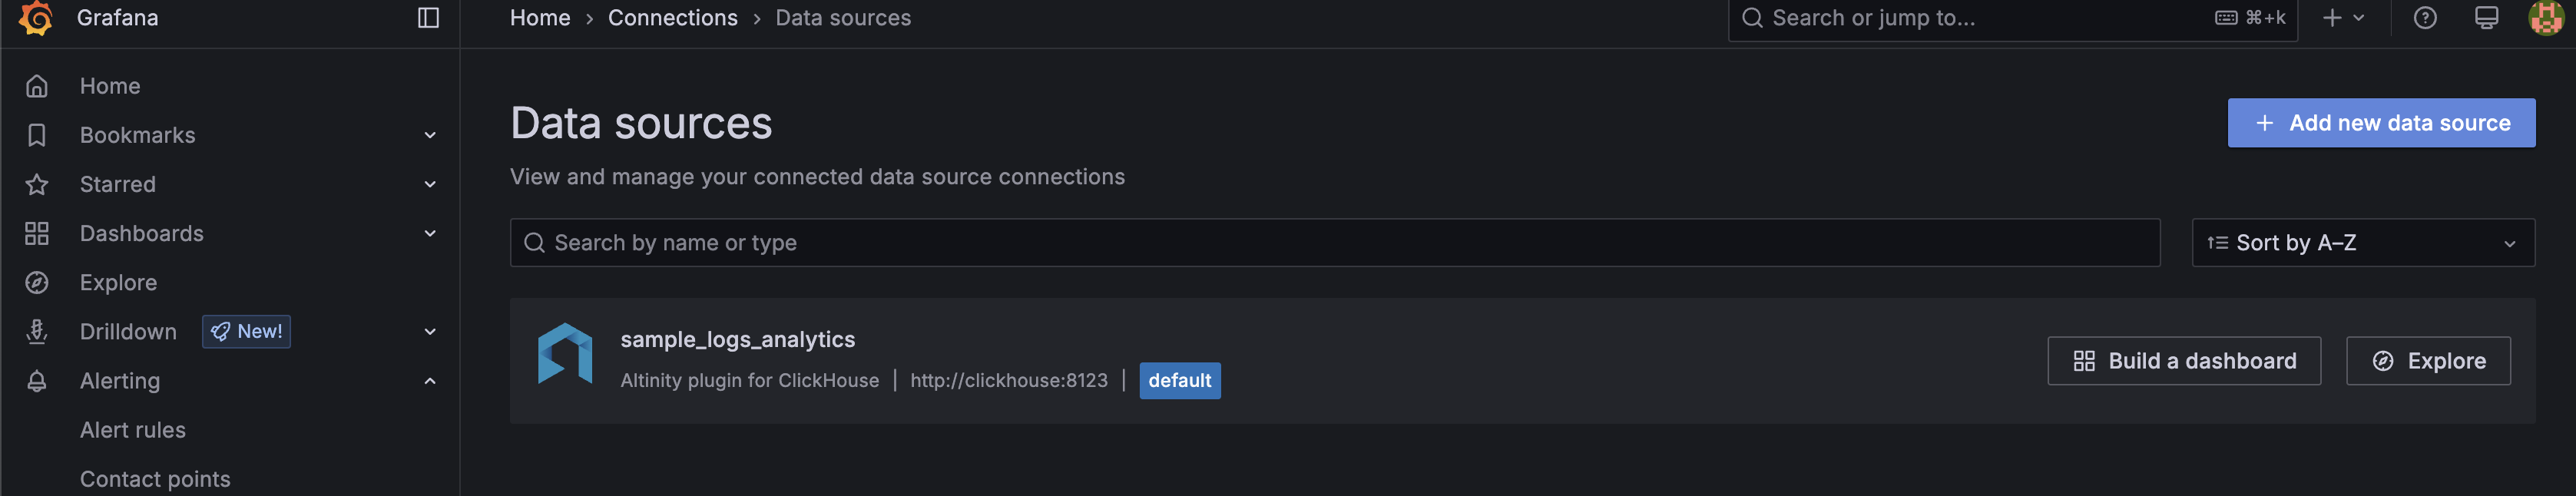 Grafana
Home › Connections › Data sources
Search or jump to...
⌘+k
Home
Bookmarks
Starred
Dashboards
Explore
Drilldown New!
Alerting
Alert rules
Contact points
Data sources
Add new data source
View and manage your connected data source connections
Search by name or type
Sort by A–Z
sample_logs_analytics
Altinity plugin for ClickHouse | http://clickhouse:8123 | default
Build a dashboard
Explore